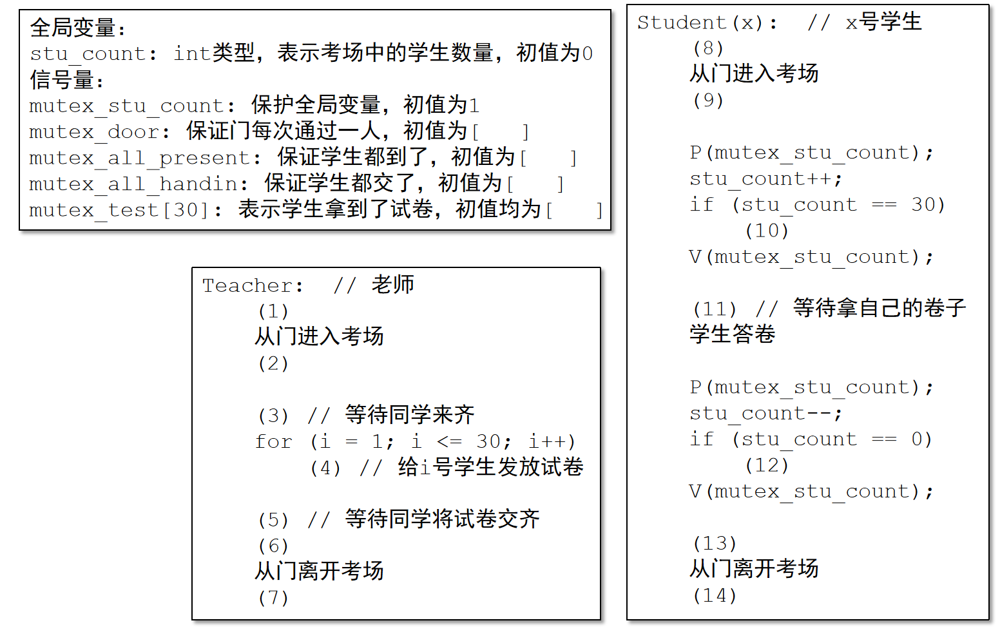 全局变量：
stu_count: int类型，表示考场中的学生数量，初值为0
信号量：
mutex_stu_count: 保护全局变量，初值为1
mutex_door: 保证门每次通过一人，初值为[   ]
mutex_all_present: 保证学生都到了，初值为[   ]
mutex_all_handin: 保证学生都交了，初值为[   ]
mutex_test[30]: 表示学生拿到了试卷，初值均为[   ]
Teacher:  // 老师
(1)
从门进入考场
(2)
(3) // 等待同学来齐
for (i = 1; i <= 30; i++)
(4) // 给i号学生发放试卷
(5) // 等待同学将试卷交齐
(6)
从门离开考场
(7)
Student(x):  // x号学生
(8)
从门进入考场
(9)
P(mutex_stu_count);
stu_count++;
if (stu_count == 30)
(10)
V(mutex_stu_count);
(11) // 等待拿自己的卷子
学生答卷
P(mutex_stu_count);
stu_count--;
if (stu_count == 0)
(12)
V(mutex_stu_count);
(13)
从门离开考场
(14)